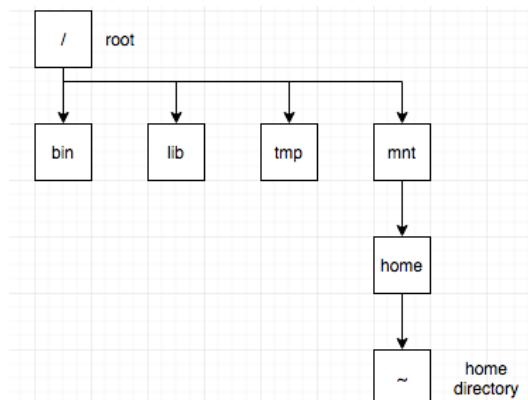 /
root
bin
lib
tmp
mnt
home
~
home
directory